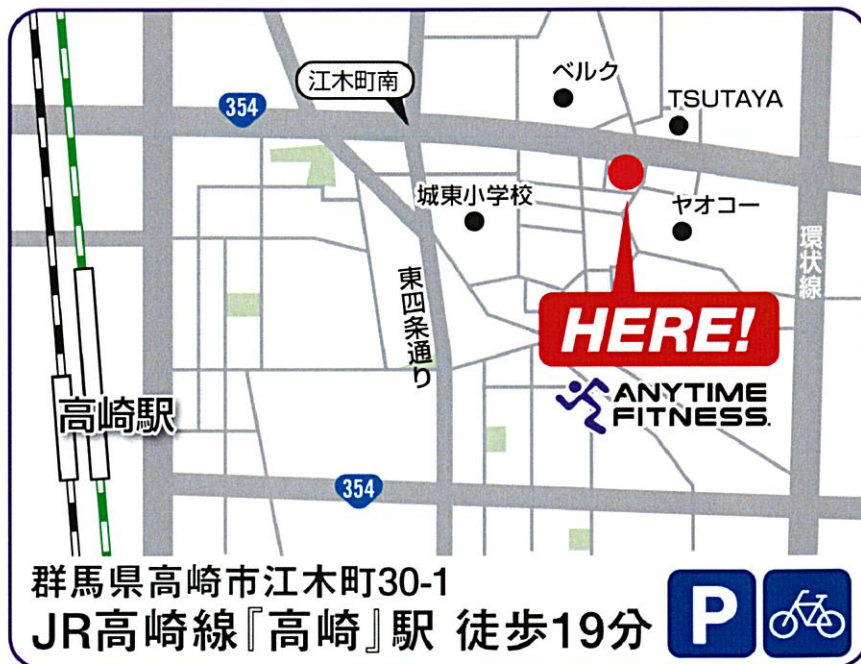 ベルク
江木町南
TSUTAYA
354
城東小学校
ヤオコー
環状線
東四条通り
HERE!
ANYTIME
FITNESS.
高崎駅
354
群馬県高崎市江木町30-1
JR高崎線『高崎』駅 徒歩19分
P